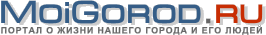 MoiGorod.RU
ПОРТАЛ О ЖИЗНИ НАШЕГО ГОРОДА И ЕГО ЛЮДЕЙ